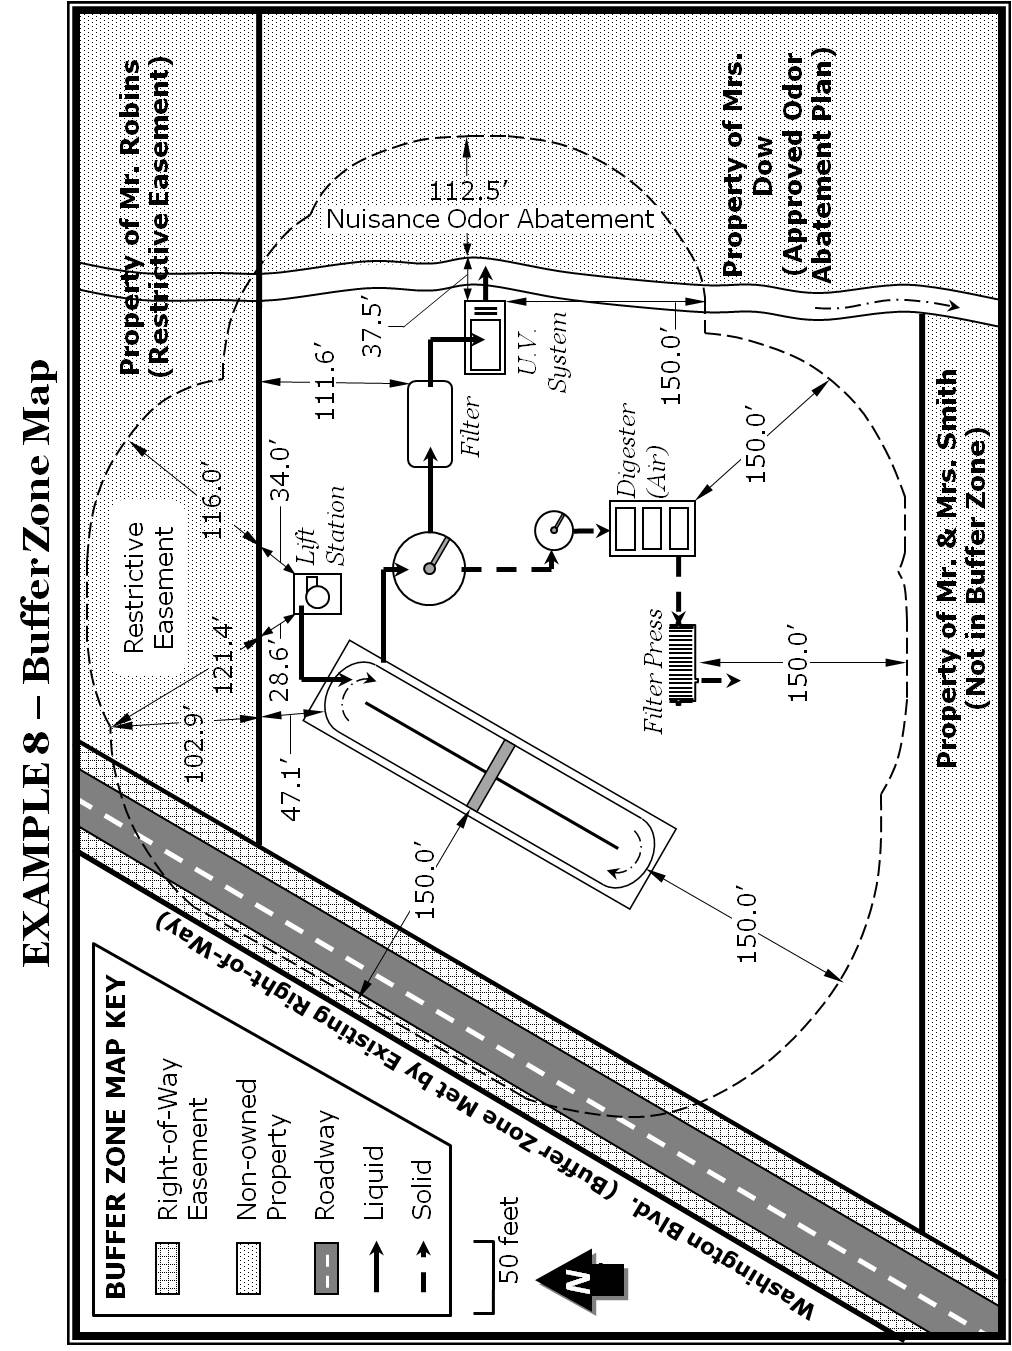 EXAMPLE 8 – Buffer Zone Map
Property of Mr. Robins
(Restrictive Easement)
Restrictive
Easement
116.0′
121.4′
102.9′
34.0′
28.6′
47.1′
111.6′
37.5′
112.5′
Nuisance Odor Abatement
Lift
Station
Filter
U.V.
System
150.0′
Property of Mrs.
Dow
(Approved Odor
Abatement Plan)
Digester
(Air)
150.0′
Filter Press
150.0′
150.0′
150.0′
Property of Mr. & Mrs. Smith
(Not in Buffer Zone)
Washington Blvd. (Buffer Zone Met by Existing Right-of-Way)
BUFFER ZONE MAP KEY
Right-of-Way
Easement
Non-owned
Property
Roadway
Liquid
Solid
50 feet
N